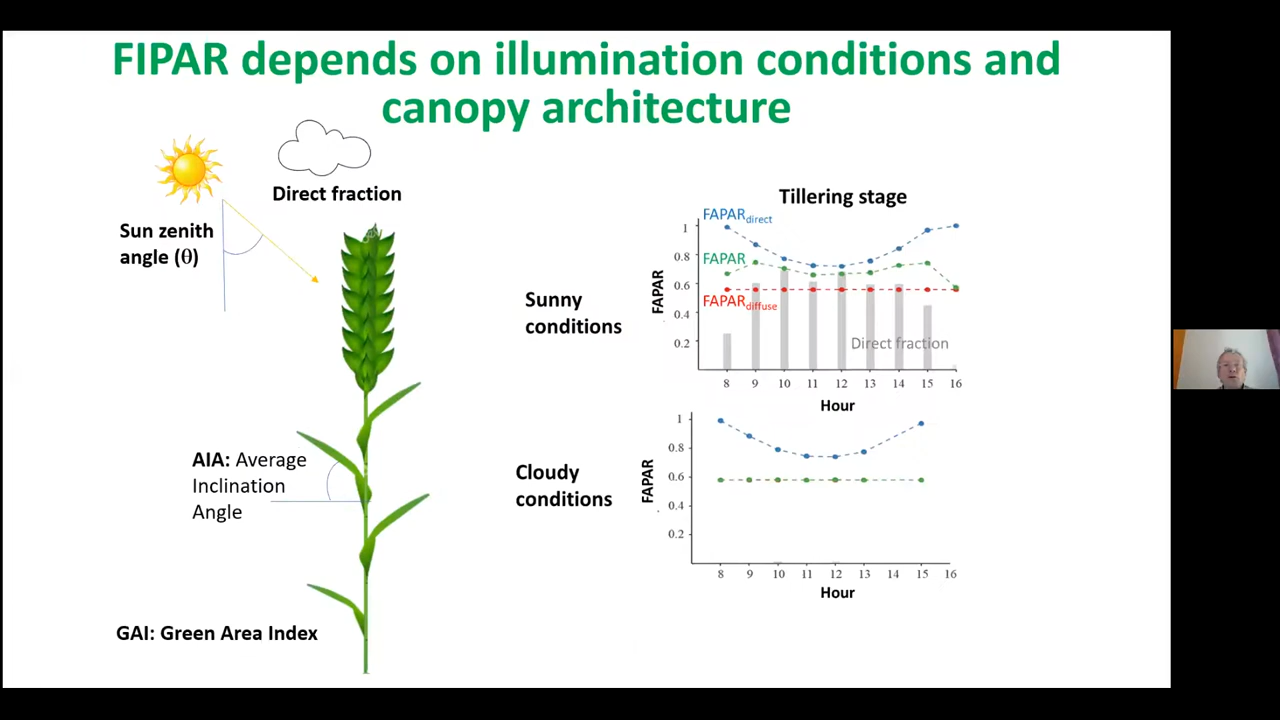 FIPAR depends on illumination conditions and
canopy architecture
Direct fraction
Sun zenith
angle (θ)
AIA: Average
Inclination
Angle
GAI: Green Area Index
Sunny
conditions
Tillering stage
FAPARdirect
FAPAR
FAPARdiffuse
Direct fraction
FAPAR
1
0.8
0.6
0.4
0.2
8 9 10 11 12 13 14 15 16
Hour
Cloudy
conditions
FAPAR
1
0.8
0.6
0.4
0.2
8 9 10 11 12 13 14 15 16
Hour